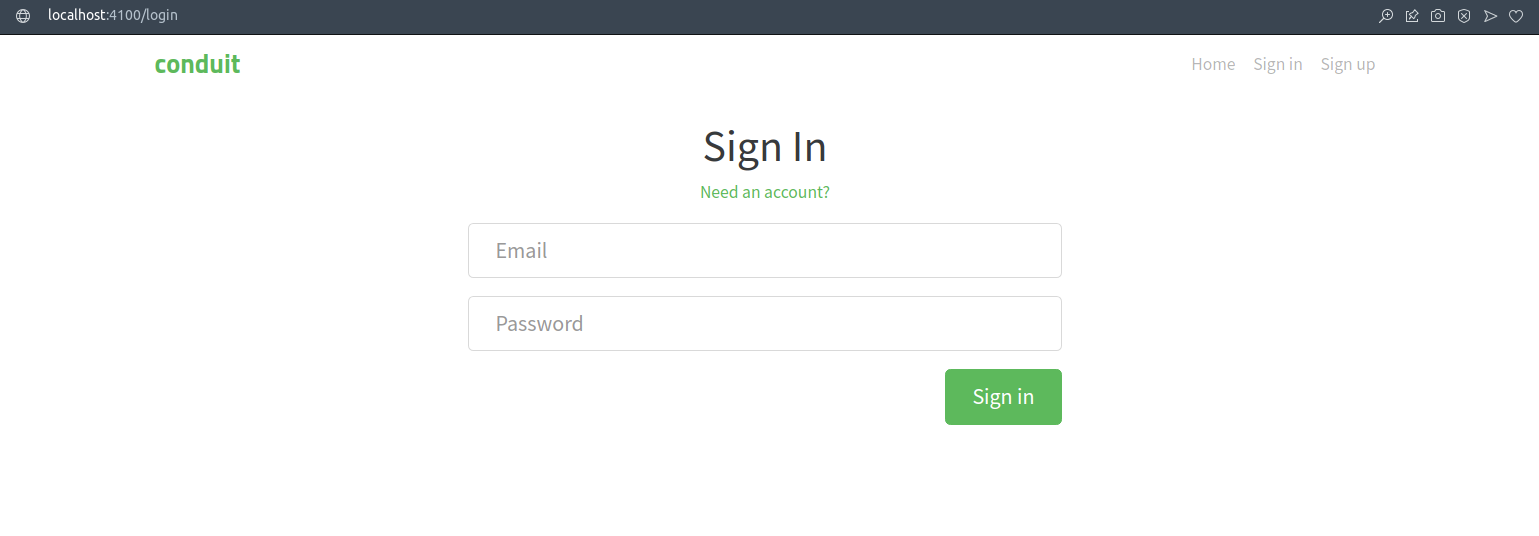 localhost:4100/login
conduit
Home Sign in Sign up
Sign In
Need an account?
Email
Password
Sign in